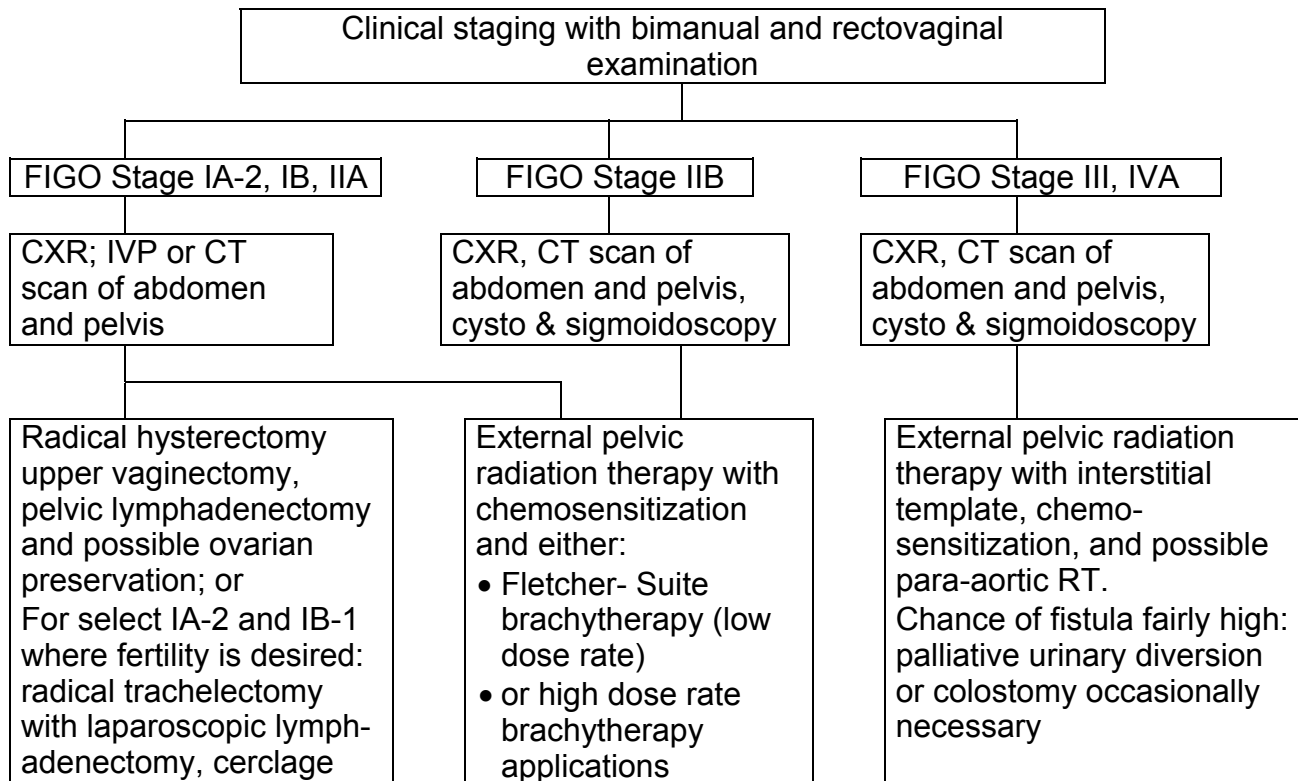 Clinical staging with bimanual and rectovaginal
examination
FIGO Stage IA-2, IB, IIA
FIGO Stage IIB
FIGO Stage III, IVA
CXR; IVP or CT
scan of abdomen
and pelvis
CXR, CT scan of
abdomen and pelvis,
cysto & sigmoidoscopy
CXR, CT scan of
abdomen and pelvis,
cysto & sigmoidoscopy
Radical hysterectomy
upper vaginectomy,
pelvic lymphadenectomy
and possible ovarian
preservation; or
For select IA-2 and IB-1
where fertility is desired:
radical trachelectomy
with laparoscopic lymph-
adenectomy, cerclage
External pelvic
radiation therapy with
chemosensitization
and either:
• Fletcher- Suite
brachytherapy (low
dose rate)
• or high dose rate
brachytherapy
applications
External pelvic radiation
therapy with interstitial
template, chemo-
sensitization, and possible
para-aortic RT.
Chance of fistula fairly high:
palliative urinary diversion
or colostomy occasionally
necessary